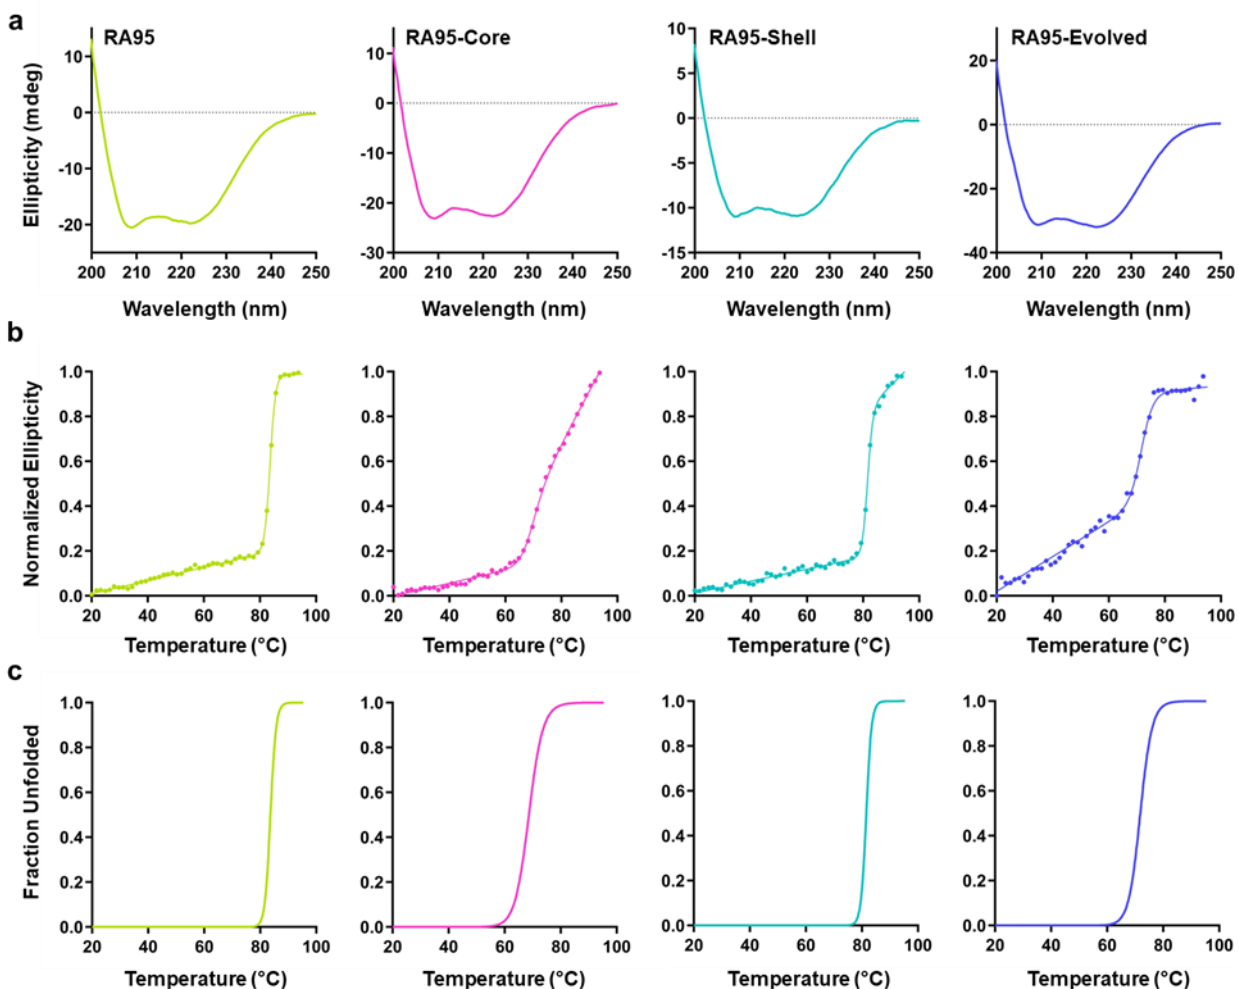 a
RA95
RA95-Core
RA95-Shell
RA95-Evolved
Ellipticity (mdeg)
10
0
-10
-20
200 210 220 230 240 250
10
0
-10
-20
-30
200 210 220 230 240 250
10
5
0
-5
-10
-15
200 210 220 230 240 250
20
0
-20
-40
200 210 220 230 240 250
Wavelength (nm)
Wavelength (nm)
Wavelength (nm)
Wavelength (nm)
b
Normalized Ellipticity
1.0
0.8
0.6
0.4
0.2
0.0
20 40 60 80 100
1.0
0.8
0.6
0.4
0.2
0.0
20 40 60 80 100
1.0
0.8
0.6
0.4
0.2
0.0
20 40 60 80 100
1.0
0.8
0.6
0.4
0.2
0.0
20 40 60 80 100
Temperature (°C)
Temperature (°C)
Temperature (°C)
Temperature (°C)
c
Fraction Unfolded
1.0
0.8
0.6
0.4
0.2
0.0
20 40 60 80 100
1.0
0.8
0.6
0.4
0.2
0.0
20 40 60 80 100
1.0
0.8
0.6
0.4
0.2
0.0
20 40 60 80 100
1.0
0.8
0.6
0.4
0.2
0.0
20 40 60 80 100
Temperature (°C)
Temperature (°C)
Temperature (°C)
Temperature (°C)